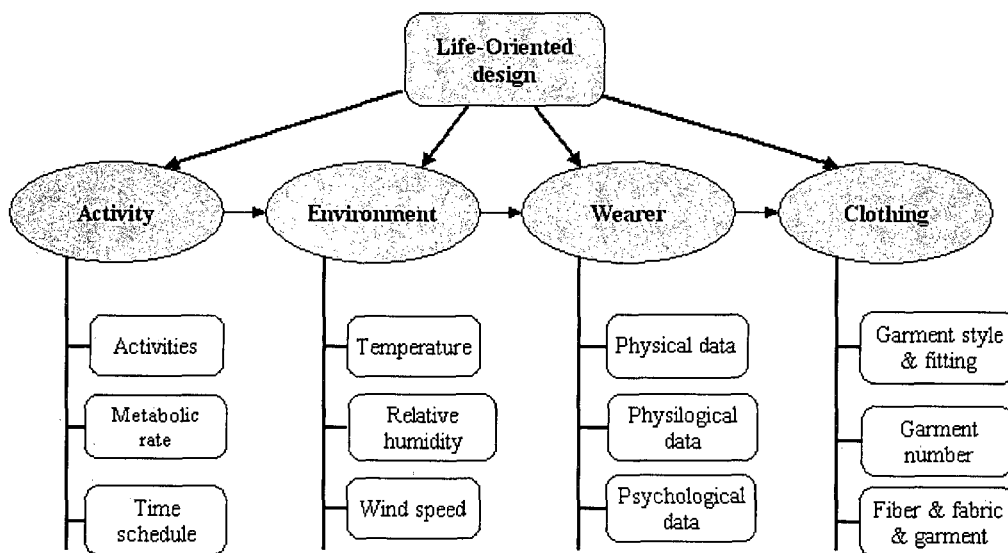 Life-Oriented
design
Activity
Environment
Wearer
Clothing
Activities
Temperature
Physical data
Garment style
& fitting
Metabolic
rate
Relative
humidity
Physilogical
data
Garment
number
Time
schedule
Wind speed
Psychological
data
Fiber & fabric
& garment